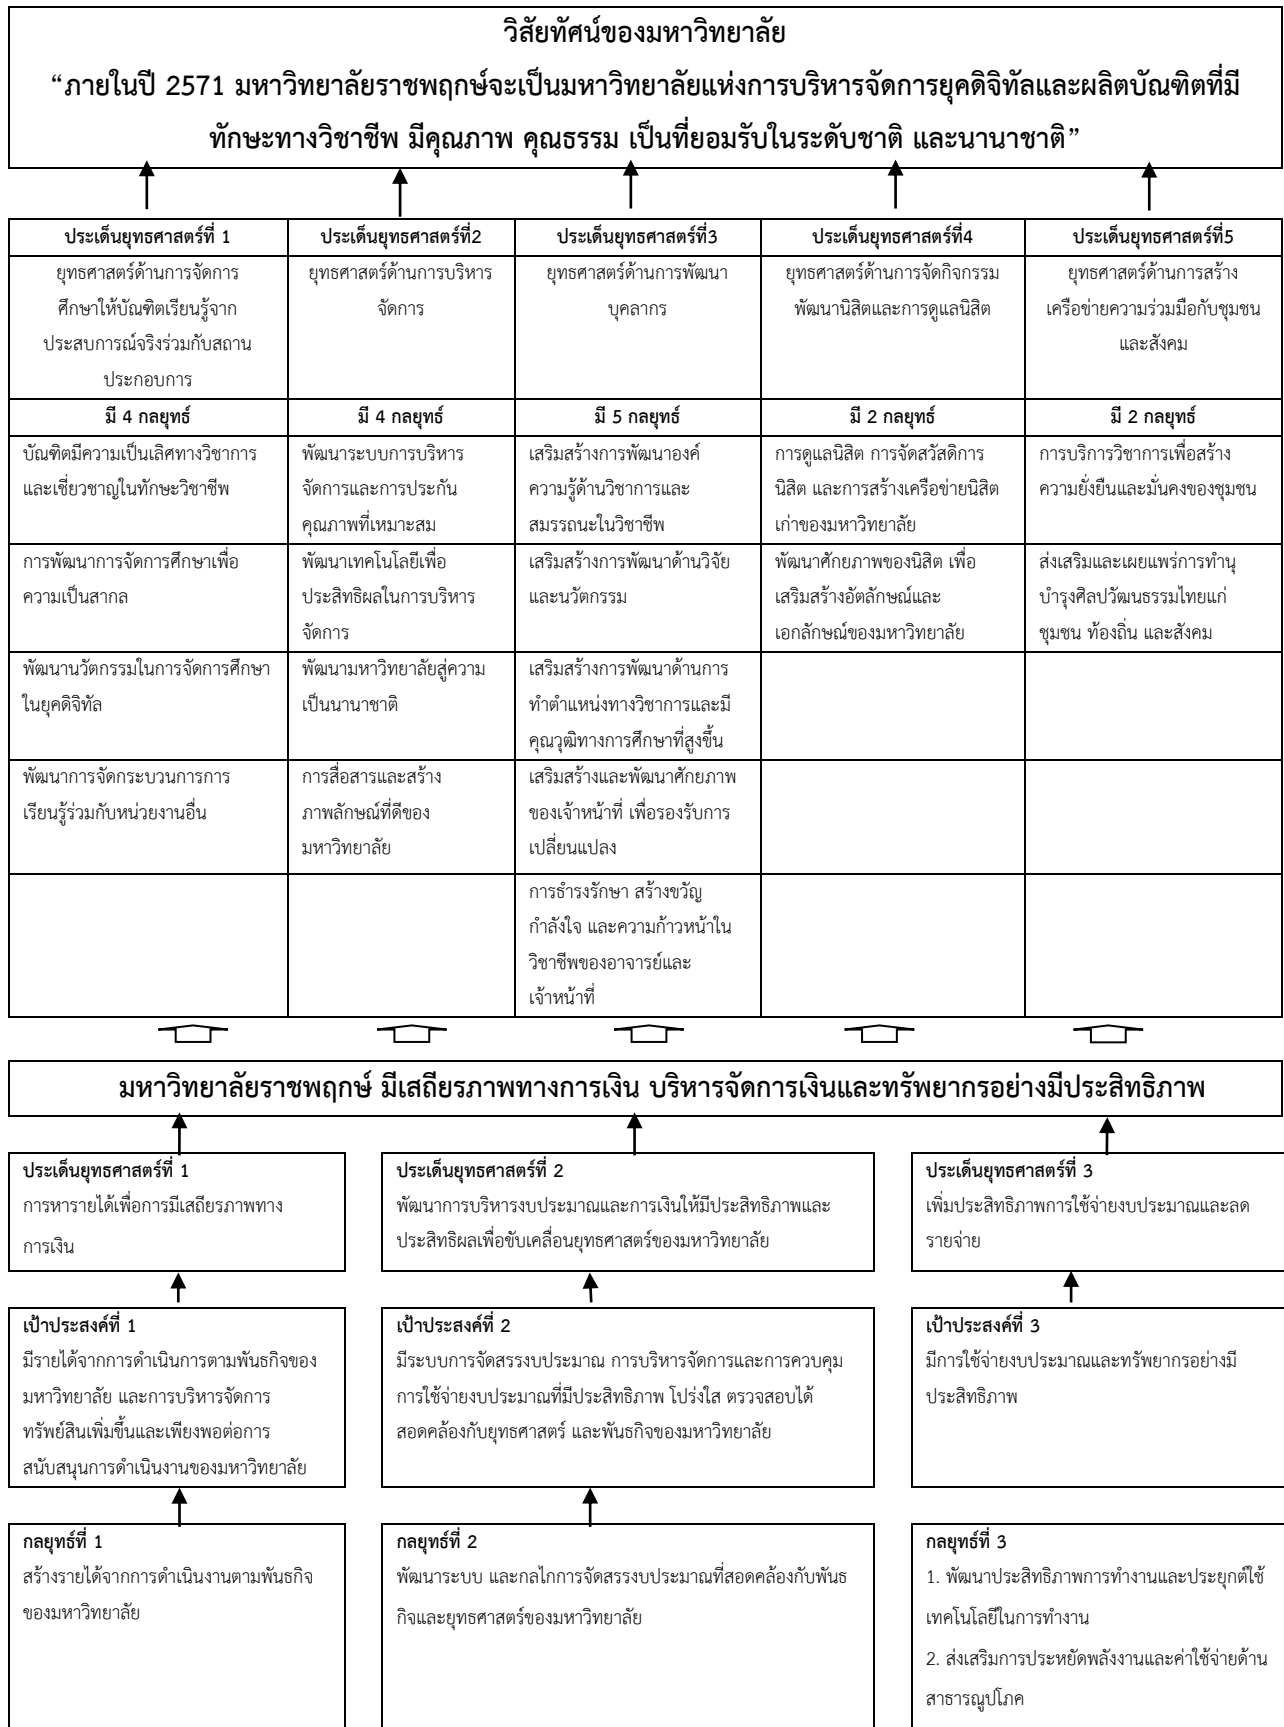 วิสัยทัศน์ของมหาวิทยาลัย
“ภายในปี 2571 มหาวิทยาลัยราชพฤกษ์จะเป็นมหาวิทยาลัยแห่งการบริหารจัดการยุคดิจิทัลและผลิตบัณฑิตที่มี
ทักษะทางวิชาชีพ มีคุณภาพ คุณธรรม เป็นที่ยอมรับในระดับชาติ และนานาชาติ”
ประเด็นยุทธศาสตร์ที่ 1
ประเด็นยุทธศาสตร์ที่2
ประเด็นยุทธศาสตร์ที่3
ประเด็นยุทธศาสตร์ที่4
ประเด็นยุทธศาสตร์ที่5
ยุทธศาสตร์ด้านการจัดการ
ศึกษาให้บัณฑิตเรียนรู้จาก
ประสบการณ์จริงร่วมกับสถาน
ประกอบการ
ยุทธศาสตร์ด้านการบริหาร
จัดการ
ยุทธศาสตร์ด้านการพัฒนา
บุคลากร
ยุทธศาสตร์ด้านการจัดกิจกรรม
พัฒนานิสิตและการดูแลนิสิต
ยุทธศาสตร์ด้านการสร้าง
เครือข่ายความร่วมมือกับชุมชน
และสังคม
มี 4 กลยุทธ์
มี 4 กลยุทธ์
มี 5 กลยุทธ์
มี 2 กลยุทธ์
มี 2 กลยุทธ์
บัณฑิตมีความเป็นเลิศทางวิชาการ
และเชี่ยวชาญในทักษะวิชาชีพ
พัฒนาระบบการบริหาร
จัดการและการประกัน
คุณภาพที่เหมาะสม
เสริมสร้างการพัฒนาองค์
ความรู้ด้านวิชาการและ
สมรรถนะในวิชาชีพ
การดูแลนิสิต การจัดสวัสดิการ
นิสิต และการสร้างเครือข่ายนิสิต
เก่าของมหาวิทยาลัย
การบริการวิชาการเพื่อสร้าง
ความยั่งยืนและมั่นคงของชุมชน
การพัฒนาการจัดการศึกษาเพื่อ
ความเป็นสากล
พัฒนาเทคโนโลยีเพื่อ
ประสิทธิผลในการบริหาร
จัดการ
เสริมสร้างการพัฒนาด้านวิจัย
และนวัตกรรม
พัฒนาศักยภาพของนิสิต เพื่อ
เสริมสร้างอัตลักษณ์และ
เอกลักษณ์ของมหาวิทยาลัย
ส่งเสริมและเผยแพร่การทำนุ
บำรุงศิลปวัฒนธรรมไทยแก่
ชุมชน ท้องถิ่น และสังคม
พัฒนานวัตกรรมในการจัดการศึกษา
ในยุคดิจิทัล
พัฒนามหาวิทยาลัยสู่ความ
เป็นนานาชาติ
เสริมสร้างการพัฒนาด้านการ
ทำตำแหน่งทางวิชาการและมี
คุณวุฒิทางการศึกษาที่สูงขึ้น
พัฒนาการจัดกระบวนการการ
เรียนรู้ร่วมกับหน่วยงานอื่น
การสื่อสารและสร้าง
ภาพลักษณ์ที่ดีของ
มหาวิทยาลัย
เสริมสร้างและพัฒนาศักยภาพ
ของเจ้าหน้าที่ เพื่อรองรับการ
เปลี่ยนแปลง
การธำรงรักษา สร้างขวัญ
กำลังใจ และความก้าวหน้าใน
วิชาชีพของอาจารย์และ
เจ้าหน้าที่
มหาวิทยาลัยราชพฤกษ์ มีเสถียรภาพทางการเงิน บริหารจัดการเงินและทรัพยากรอย่างมีประสิทธิภาพ
ประเด็นยุทธศาสตร์ที่ 1
การหารายได้เพื่อการมีเสถียรภาพทาง
การเงิน
ประเด็นยุทธศาสตร์ที่ 2
พัฒนาการบริหารงบประมาณและการเงินให้มีประสิทธิภาพและ
ประสิทธิผลเพื่อขับเคลื่อนยุทธศาสตร์ของมหาวิทยาลัย
ประเด็นยุทธศาสตร์ที่ 3
เพิ่มประสิทธิภาพการใช้จ่ายงบประมาณและลด
รายจ่าย
เป้าประสงค์ที่ 1
มีรายได้จากการดำเนินการตามพันธกิจของ
มหาวิทยาลัย และการบริหารจัดการ
ทรัพย์สินเพิ่มขึ้นและเพียงพอต่อการ
สนับสนุนการดำเนินงานของมหาวิทยาลัย
เป้าประสงค์ที่ 2
มีระบบการจัดสรรงบประมาณ การบริหารจัดการและการควบคุม
การใช้จ่ายงบประมาณที่มีประสิทธิภาพ โปร่งใส ตรวจสอบได้
สอดคล้องกับยุทธศาสตร์ และพันธกิจของมหาวิทยาลัย
เป้าประสงค์ที่ 3
มีการใช้จ่ายงบประมาณและทรัพยากรอย่างมี
ประสิทธิภาพ
กลยุทธ์ที่ 1
สร้างรายได้จากการดำเนินงานตามพันธกิจ
ของมหาวิทยาลัย
กลยุทธ์ที่ 2
พัฒนาระบบ และกลไกการจัดสรรงบประมาณที่สอดคล้องกับพันธ
กิจและยุทธศาสตร์ของมหาวิทยาลัย
กลยุทธ์ที่ 3
1. พัฒนาประสิทธิภาพการทำงานและประยุกต์ใช้
เทคโนโลยีในการทำงาน
2. ส่งเสริมการประหยัดพลังงานและค่าใช้จ่ายด้าน
สาธารณูปโภค